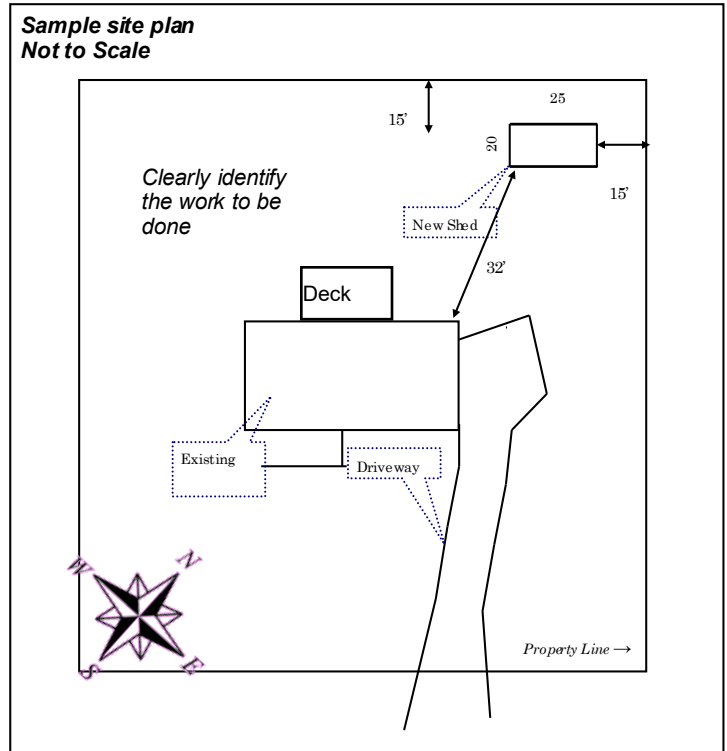 Sample site plan
Not to Scale
25
15'
20
15'
Clearly identify
the work to be
done
New Shed
32'
Deck
Existing
Driveway
N
W
E
S
Property Line →